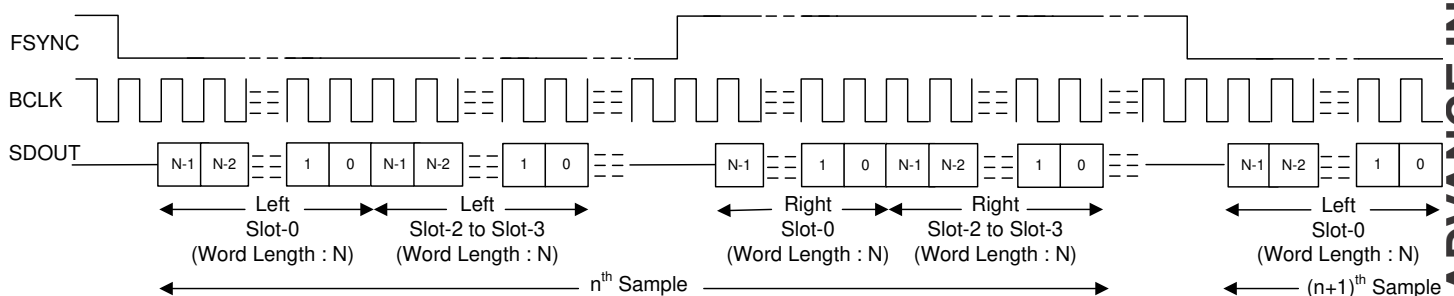 FSYNC
BCLK
SDOUT
N-1 N-2 1 0 N-1 N-2 1 0 N-1 1 0 N-1 N-2 1 0 N-1 N-2 1 0
Left Left Right Right Left
Slot-0 Slot-2 to Slot-3 Slot-0 Slot-2 to Slot-3 Slot-0
(Word Length : N) (Word Length : N) (Word Length : N) (Word Length : N) (Word Length : N)
nth Sample (n+1)th Sample